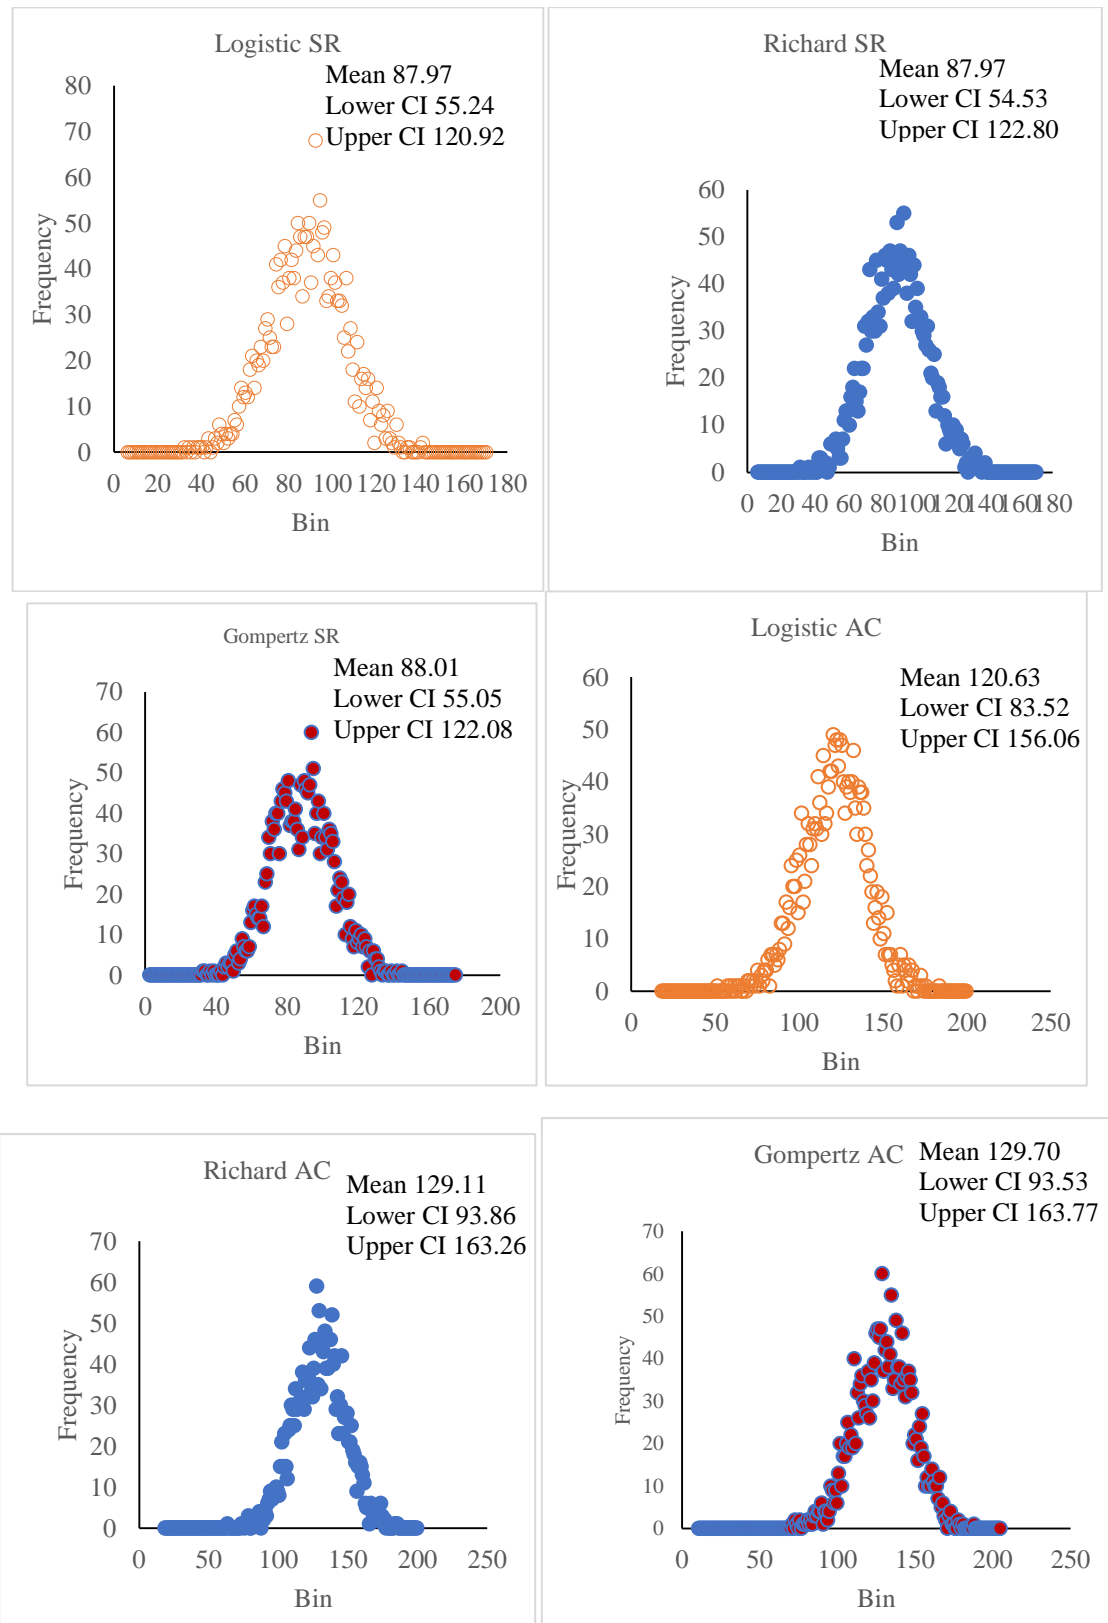 Logistic SR
Mean 87.97
Lower CI 55.24
Upper CI 120.92
80
70
60
50
40
30
20
10
0
Frequency
0 20 40 60 80 100 120 140 160 180
Bin
Richard SR
Mean 87.97
Lower CI 54.53
Upper CI 122.80
60
50
40
30
20
10
0
Frequency
0 20 40 60 80 100 120 140 160 180
Bin
Gompertz SR
Mean 88.01
Lower CI 55.05
Upper CI 122.08
70
60
50
40
30
20
10
0
Frequency
0 40 80 120 160 200
Bin
Logistic AC
Mean 120.63
Lower CI 83.52
Upper CI 156.06
60
50
40
30
20
10
0
Frequency
0 50 100 150 200 250
Bin
Richard AC
Mean 129.11
Lower CI 93.86
Upper CI 163.26
70
60
50
40
30
20
10
0
Frequency
0 50 100 150 200 250
Bin
Gompertz AC
Mean 129.70
Lower CI 93.53
Upper CI 163.77
70
60
50
40
30
20
10
0
Frequency
0 50 100 150 200 250
Bin